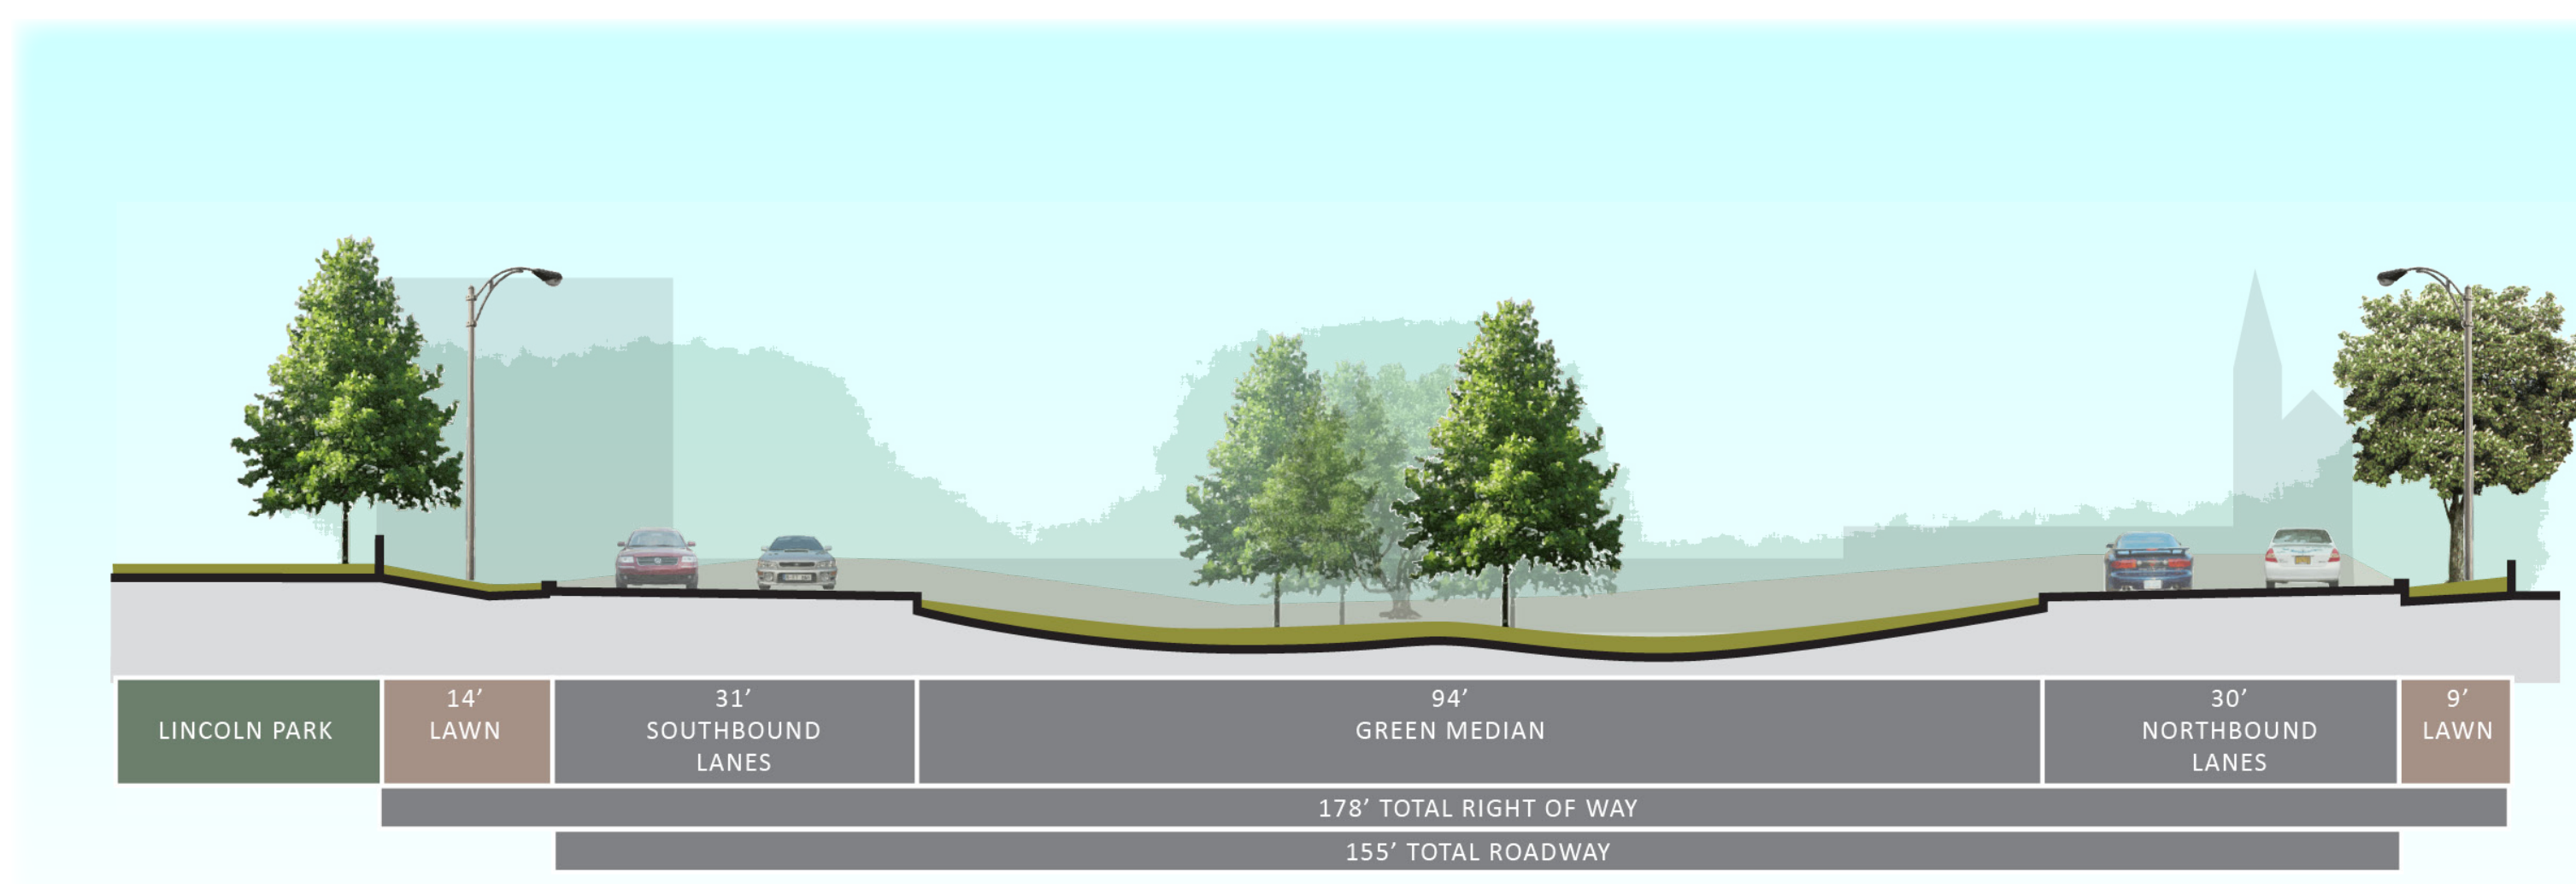 LINCOLN PARK
14’
LAWN
31’
SOUTHBOUND
LANES
94’
GREEN MEDIAN
30’
NORTHBOUND
LANES
9’
LAWN
178’ TOTAL RIGHT OF WAY
155’ TOTAL ROADWAY